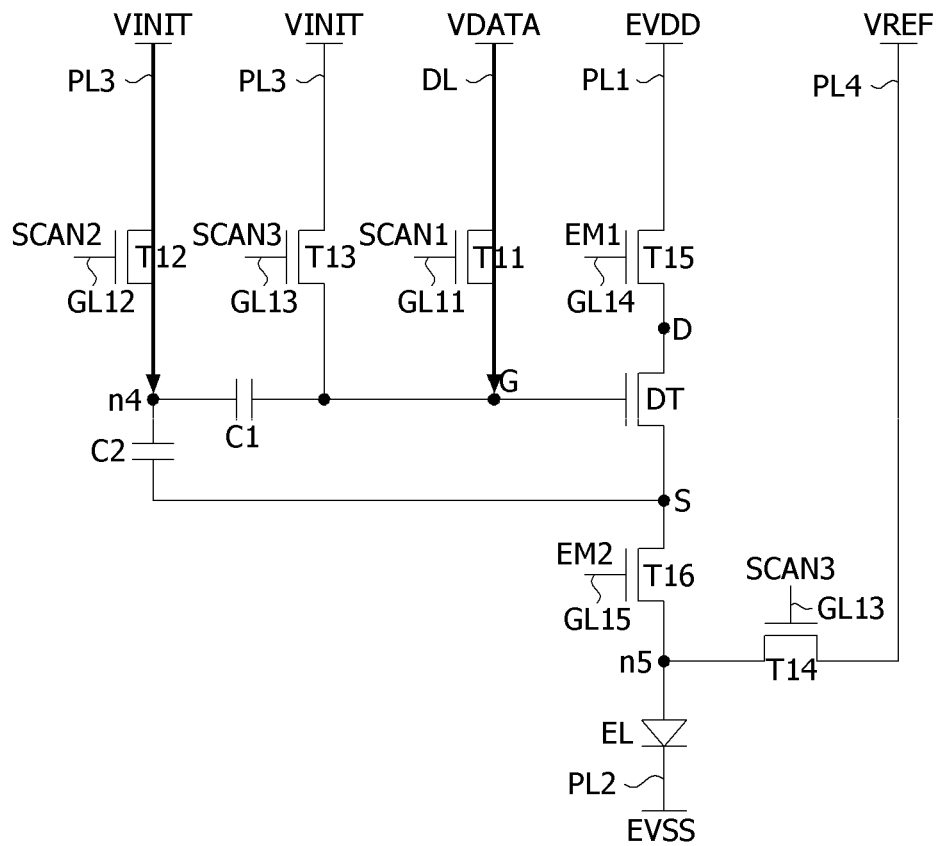 VINIT VINIT VDATA EVDD VREF
PL3 PL3 DL PL1 PL4
SCAN2 SCAN3 SCAN1 EM1
T12 T13 T11 T15
GL12 GL13 GL11 GL14
D
G
n4 DT
C1
C2
S
EM2
T16 SCAN3
GL15 GL13
n5 T14
EL
PL2
EVSS